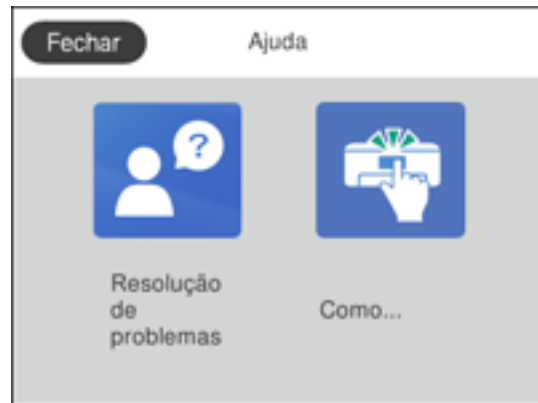 Fechar
Ajuda
?
Resolução
de
problemas
Como...